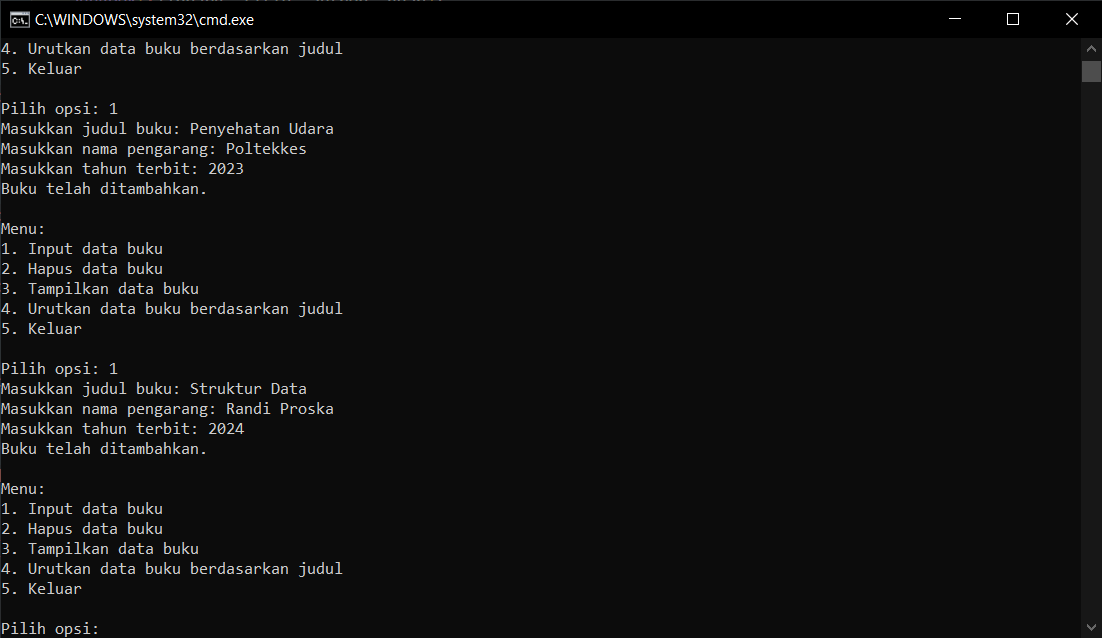 C:\WINDOWS\system32\cmd.exe
4. Urutkan data buku berdasarkan judul
5. Keluar
Pilih opsi: 1
Masukkan judul buku: Penyehatan Udara
Masukkan nama pengarang: Poltekkes
Masukkan tahun terbit: 2023
Buku telah ditambahkan.
Menu:
1. Input data buku
2. Hapus data buku
3. Tampilkan data buku
4. Urutkan data buku berdasarkan judul
5. Keluar
Pilih opsi: 1
Masukkan judul buku: Struktur Data
Masukkan nama pengarang: Randi Proska
Masukkan tahun terbit: 2024
Buku telah ditambahkan.
Menu:
1. Input data buku
2. Hapus data buku
3. Tampilkan data buku
4. Urutkan data buku berdasarkan judul
5. Keluar
Pilih opsi: